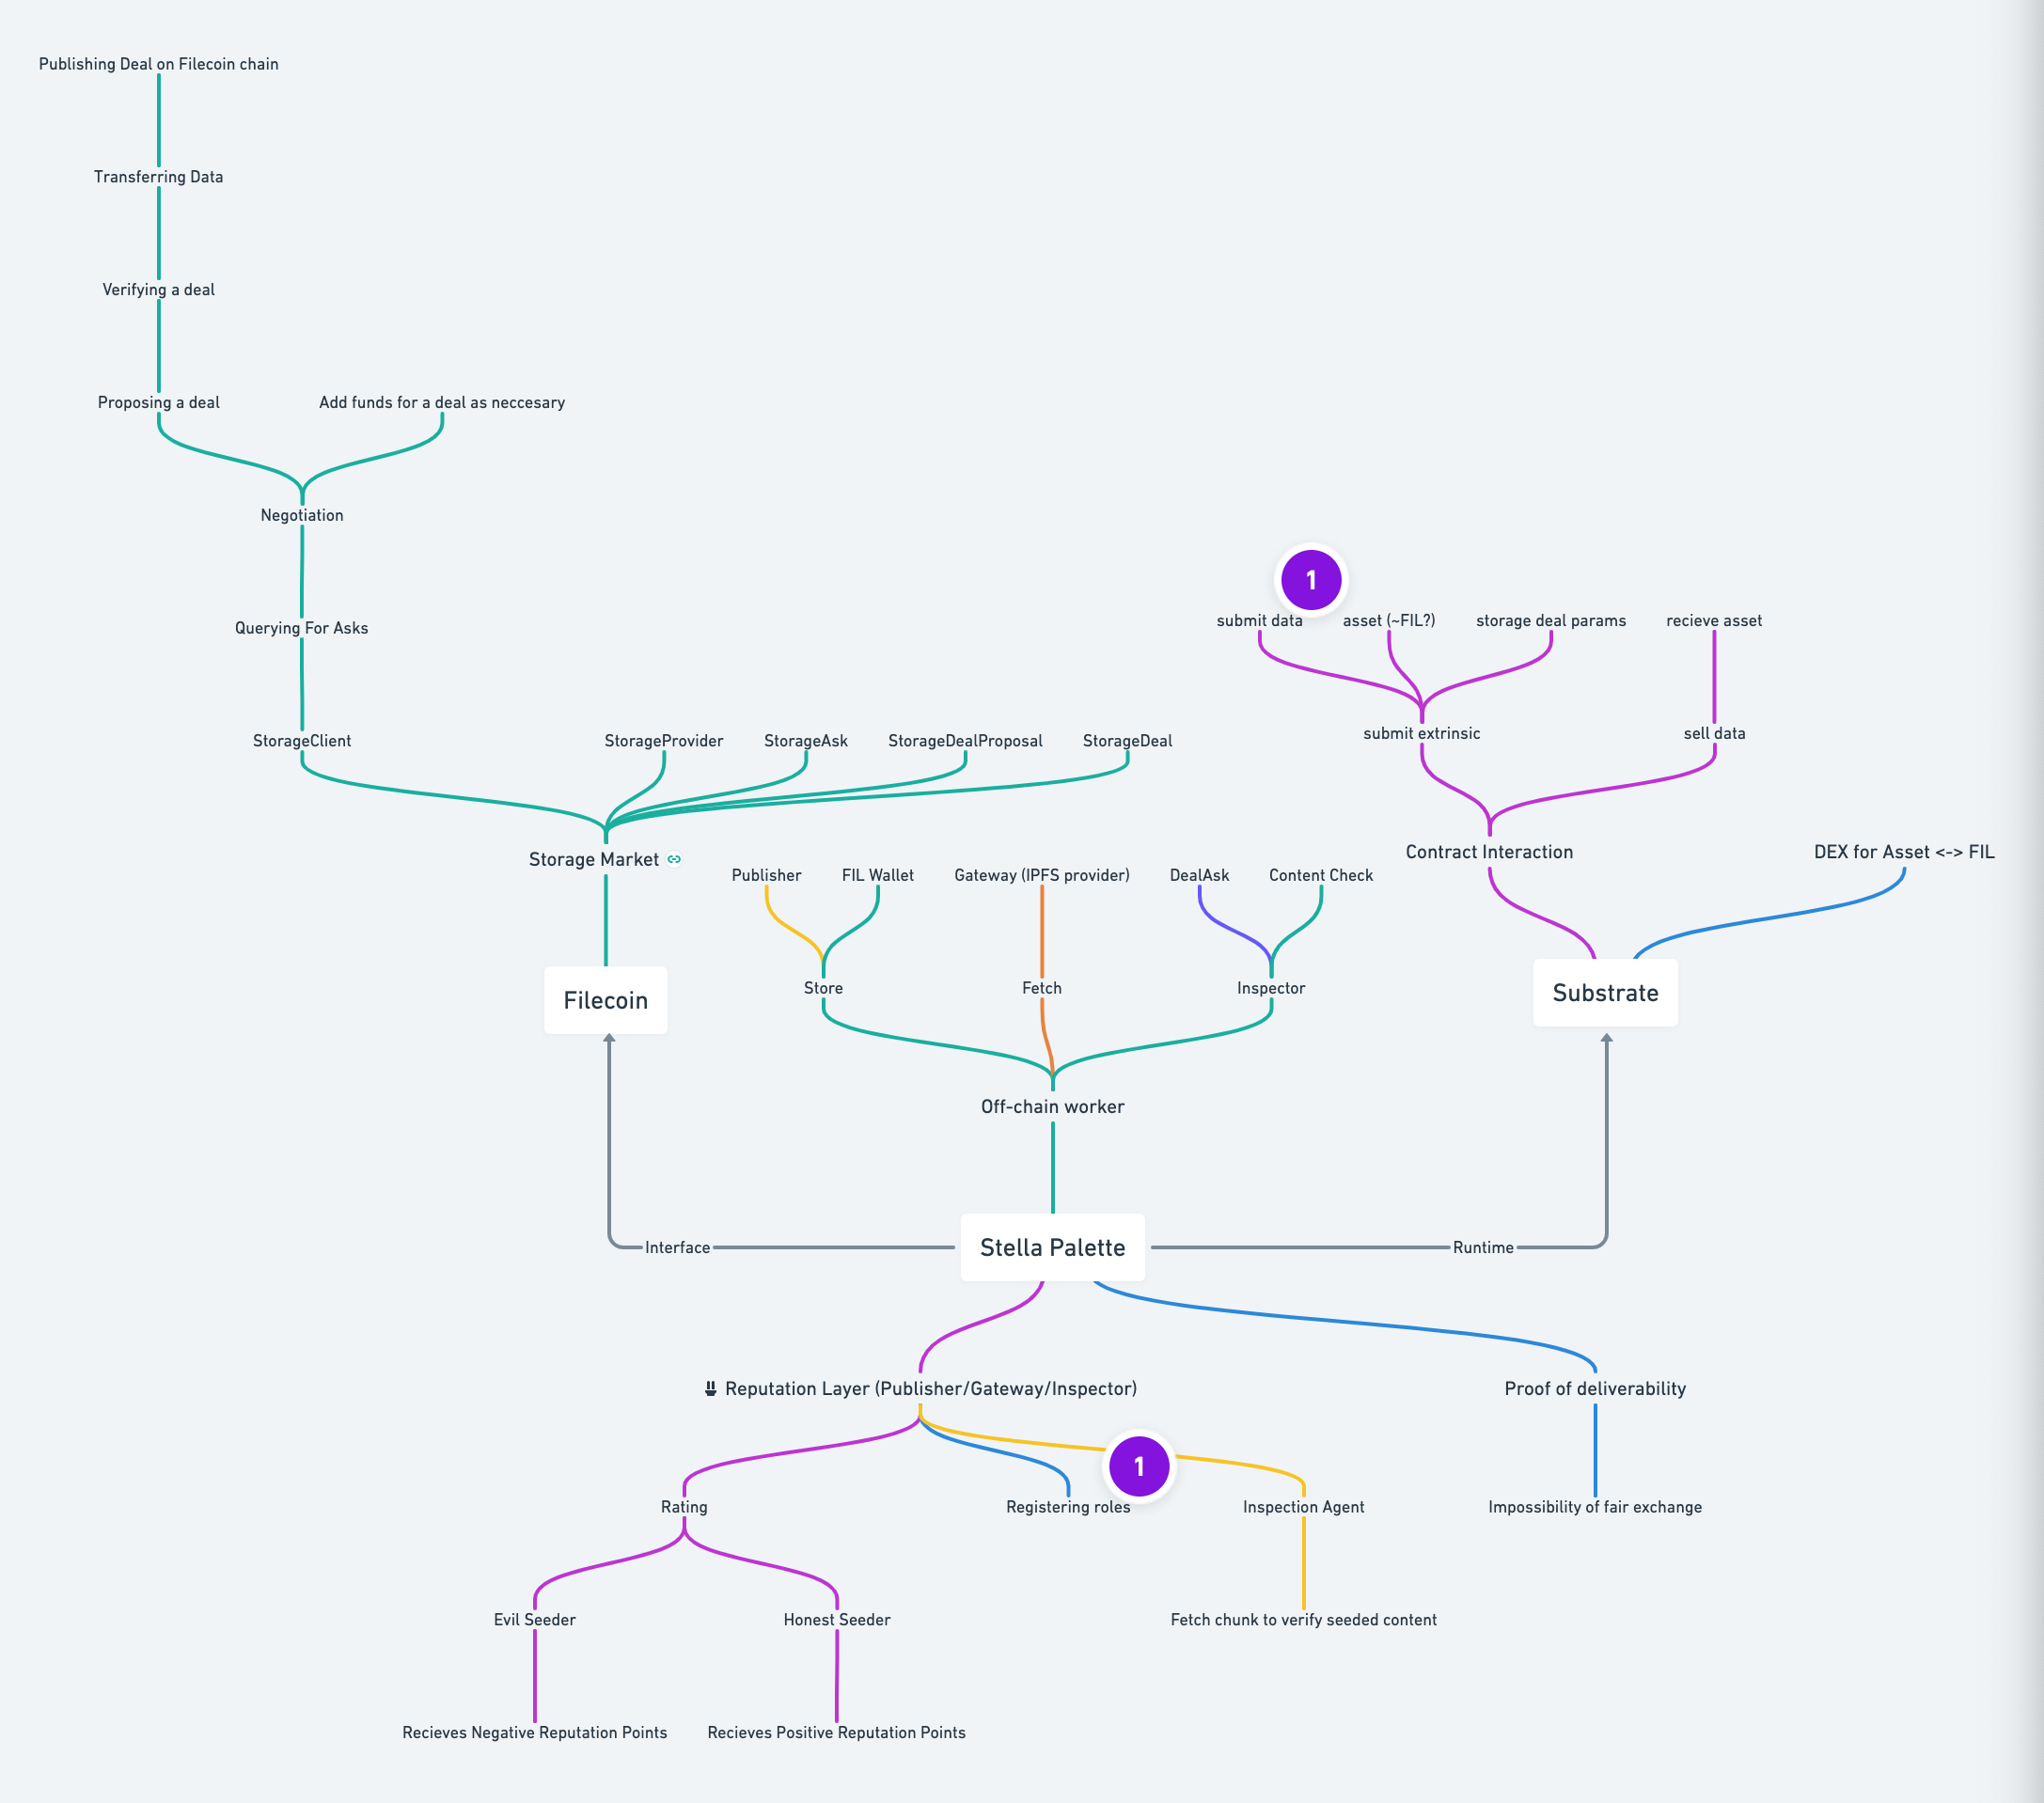 Publishing Deal on Filecoin chain
Transferring Data
Verifying a deal
Proposing a deal
Add funds for a deal as neccesary
Negotiation
1
Querying For Asks
submit data
asset (~FIL?)
storage deal params
recieve asset
StorageClient
StorageProvider
StorageAsk
StorageDealProposal
StorageDeal
submit extrinsic
sell data
Storage Market
Contract Interaction
DEX for Asset <-> FIL
Publisher
FIL Wallet
Gateway (IPFS provider)
DealAsk
Content Check
Filecoin
Store
Fetch
Inspector
Substrate
Off-chain worker
Interface
Stella Palette
Runtime
Reputation Layer (Publisher/Gateway/Inspector)
Proof of deliverability
1
Rating
Registering roles
Inspection Agent
Impossibility of fair exchange
Evil Seeder
Honest Seeder
Fetch chunk to verify seeded content
Recieves Negative Reputation Points
Recieves Positive Reputation Points